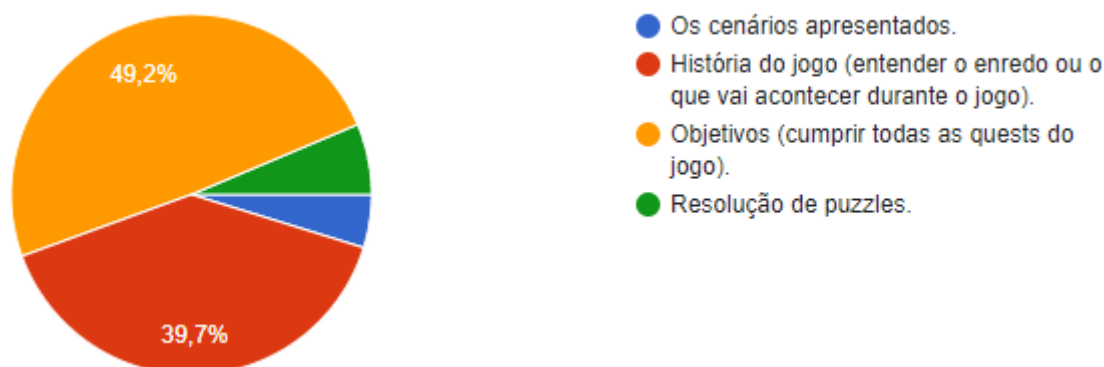 49,2%
39,7%
Os cenários apresentados.
História do jogo (entender o enredo ou o
que vai acontecer durante o jogo).
Objetivos (cumprir todas as quests do
jogo).
Resolução de puzzles.